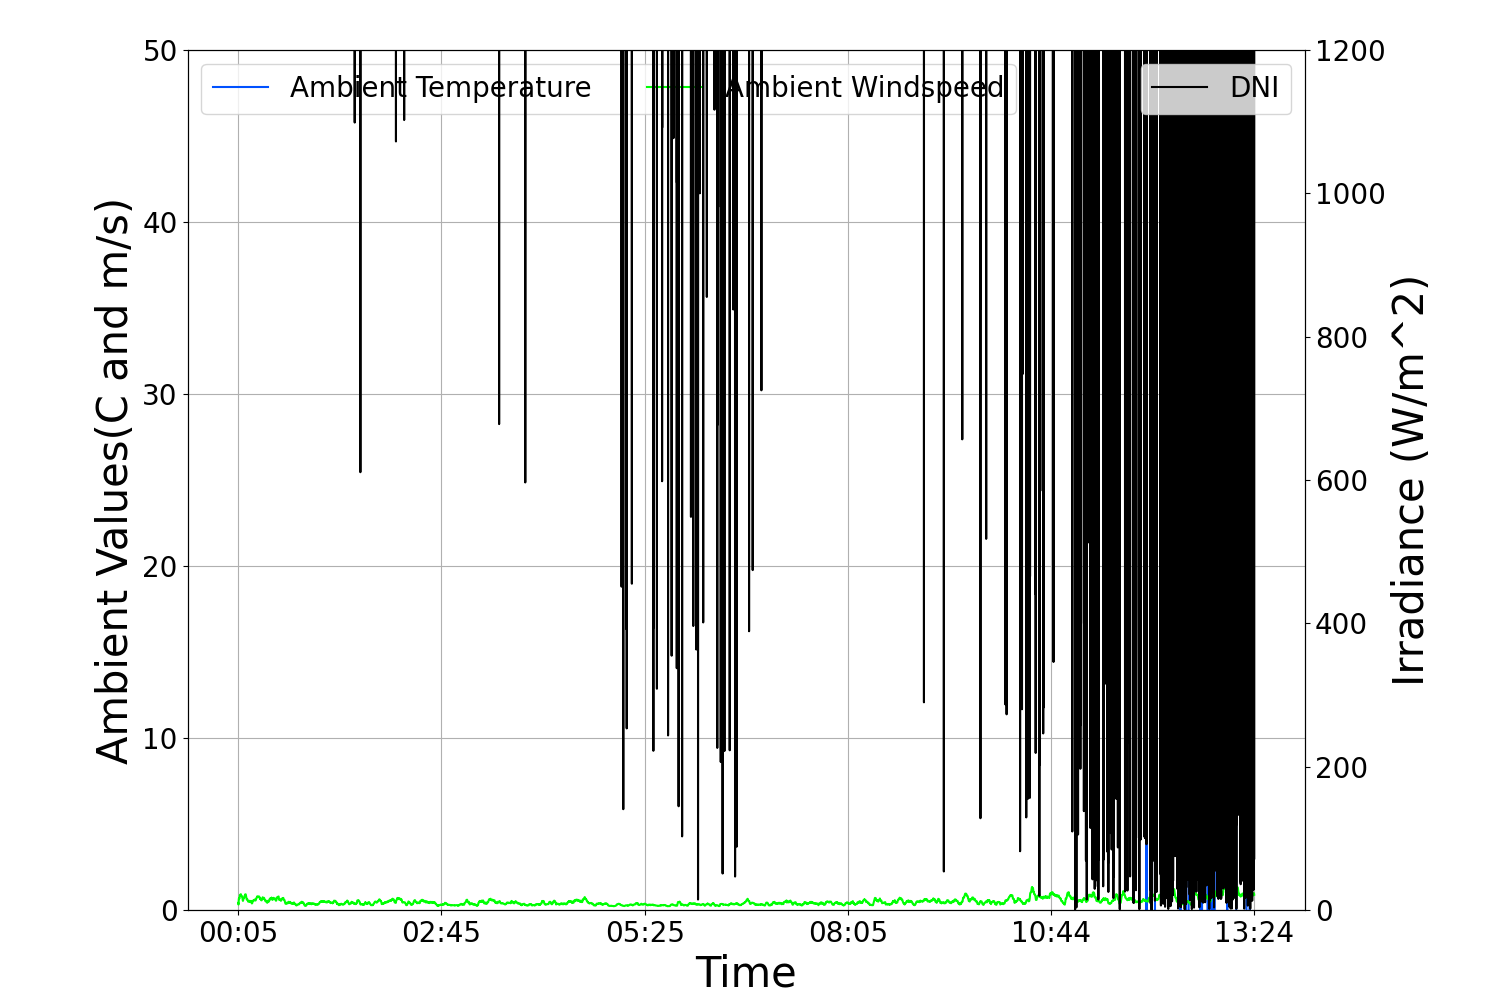 Ambient Temperature
Ambient Windspeed
DNI
50
40
30
20
10
0
Ambient Values(C and m/s)
1200
1000
800
600
400
200
0
Irradiance (W/m^2)
00:05 02:45 05:25 08:05 10:44 13:24
Time